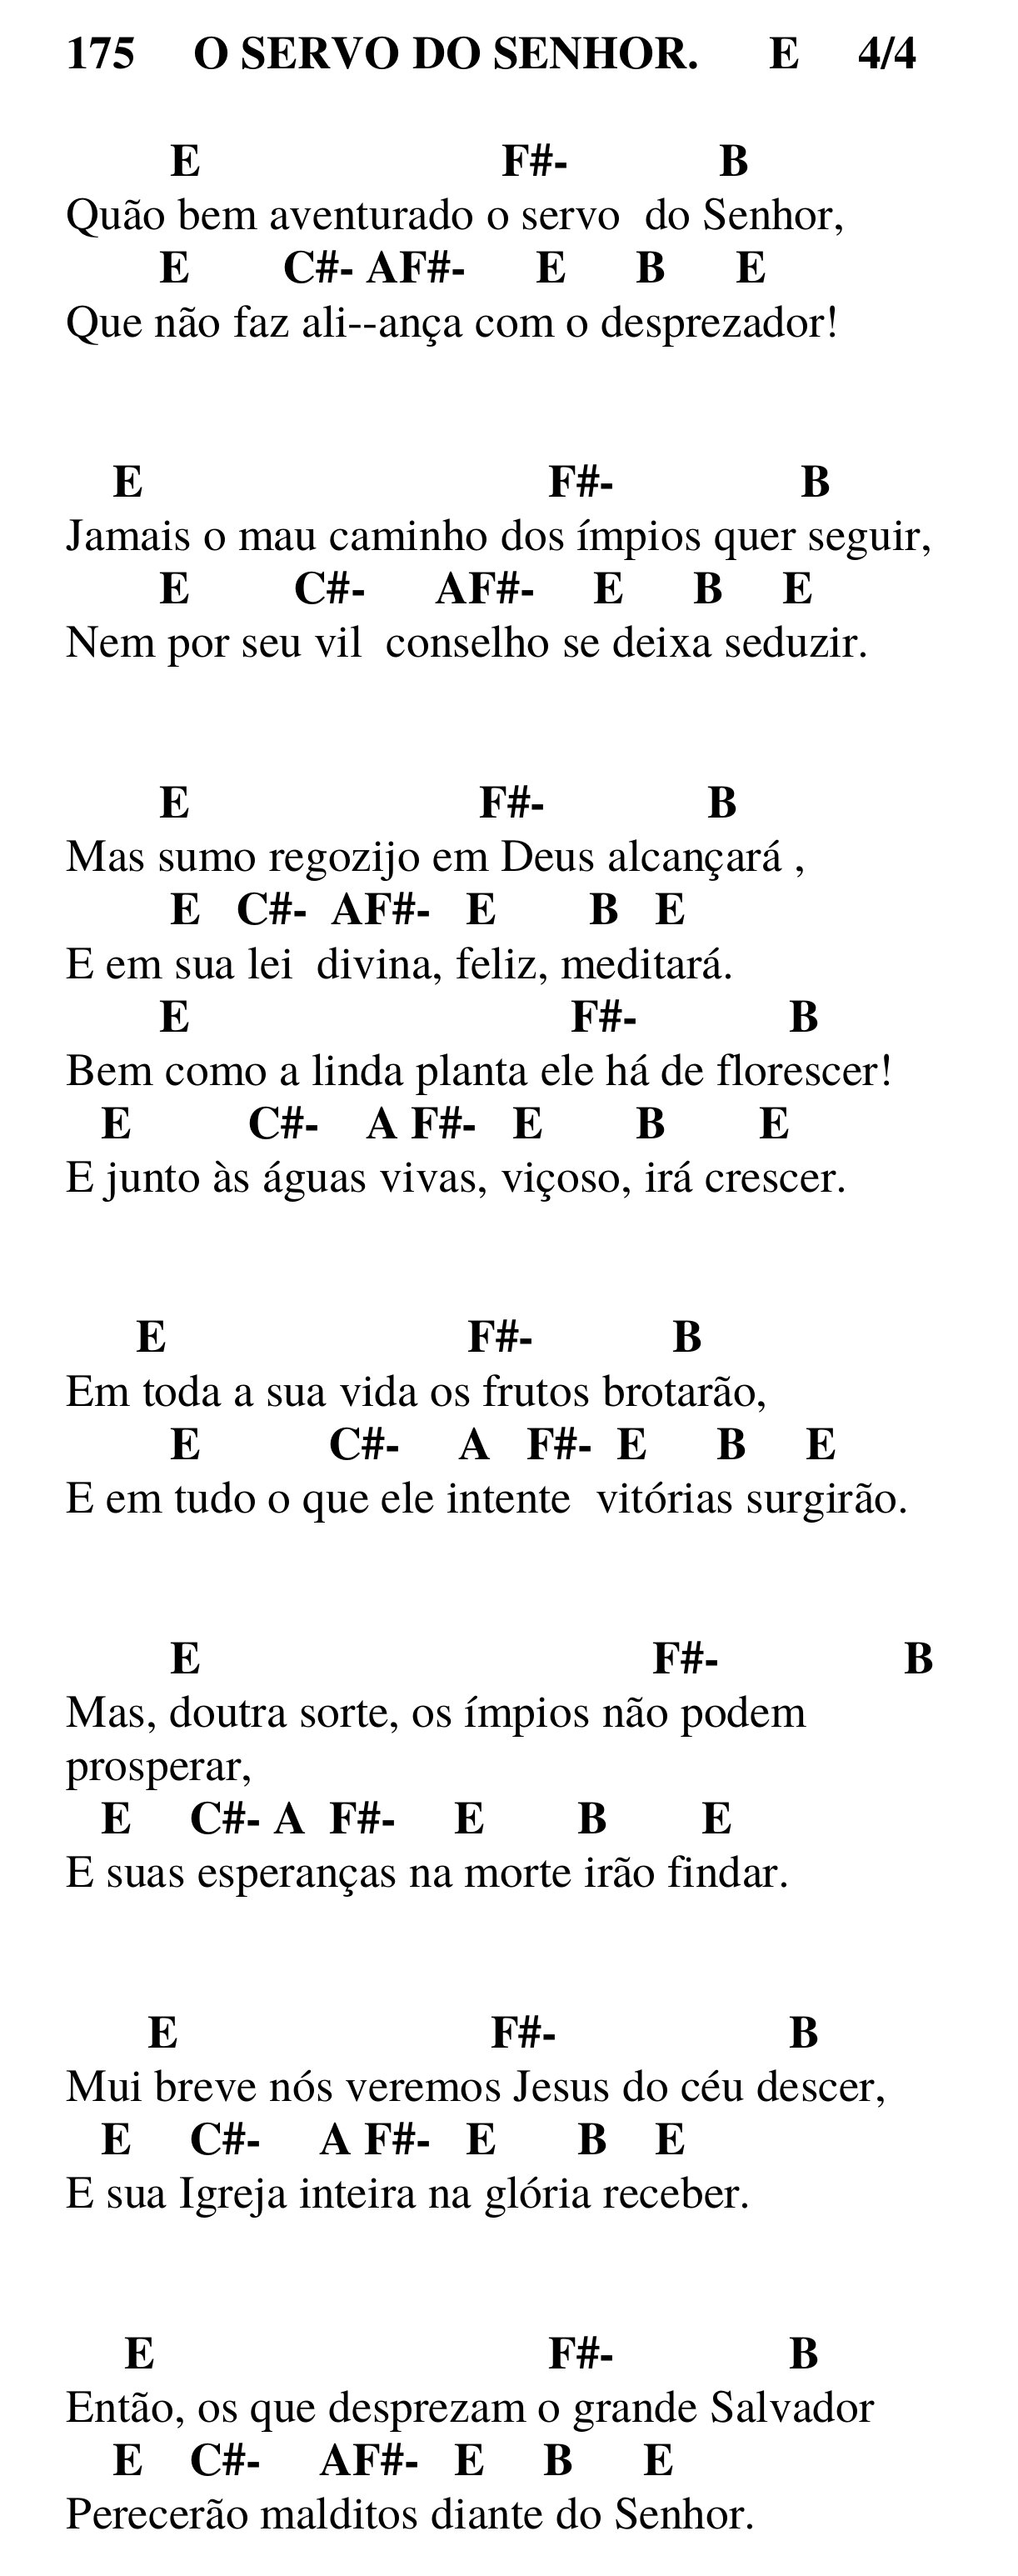 175     O SERVO DO SENHOR.      E     4/4
         E                          F#-             B
Quão bem aventurado o servo  do Senhor,
        E        C#- AF#-      E      B      E
Que não faz ali--ança com o desprezador!
    E                                   F#-                B
Jamais o mau caminho dos ímpios quer seguir,
        E         C#-      AF#-     E      B     E
Nem por seu vil  conselho se deixa seduzir.
        E                         F#-              B
Mas sumo regozijo em Deus alcançará ,
         E   C#-  AF#-   E        B   E
E em sua lei  divina, feliz, meditará.
        E                                 F#-             B
Bem como a linda planta ele há de florescer!
   E          C#-    A F#-   E        B        E
E junto às águas vivas, viçoso, irá crescer.
      E                          F#-            B
Em toda a sua vida os frutos brotarão,
         E           C#-     A   F#-  E      B     E
E em tudo o que ele intente  vitórias surgirão.
         E                                       F#-                B
Mas, doutra sorte, os ímpios não podem
prosperar,
   E     C#- A  F#-     E        B        E
E suas esperanças na morte irão findar.
       E                           F#-                    B
Mui breve nós veremos Jesus do céu descer,
   E     C#-     A F#-   E       B    E
E sua Igreja inteira na glória receber.
     E                                  F#-               B
Então, os que desprezam o grande Salvador
    E    C#-     AF#-   E     B      E
Perecerão malditos diante do Senhor.